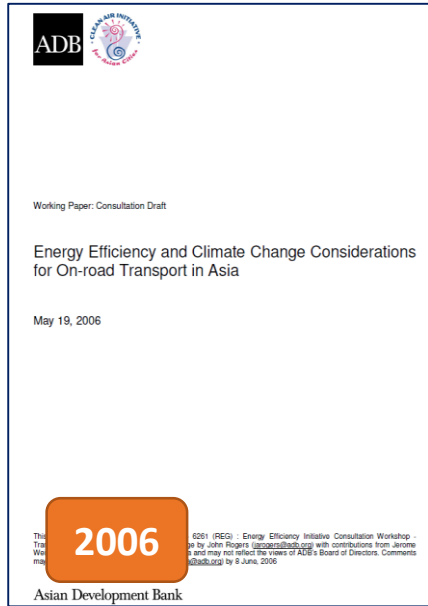 ADB
CLEAN AIR INITIATIVE
for Asian Cities
Working Paper: Consultation Draft
Energy Efficiency and Climate Change Considerations
for On-road Transport in Asia
May 19, 2006
6261 (REG) : Energy Efficiency Initiative Consultation Workshop -
ge by John Rogers (jarogers@adb.org) with contributions from Jerome
a and may not reflect the views of ADB's Board of Directors. Comments
@adb.org) by 8 June, 2006
2006
Asian Development Bank